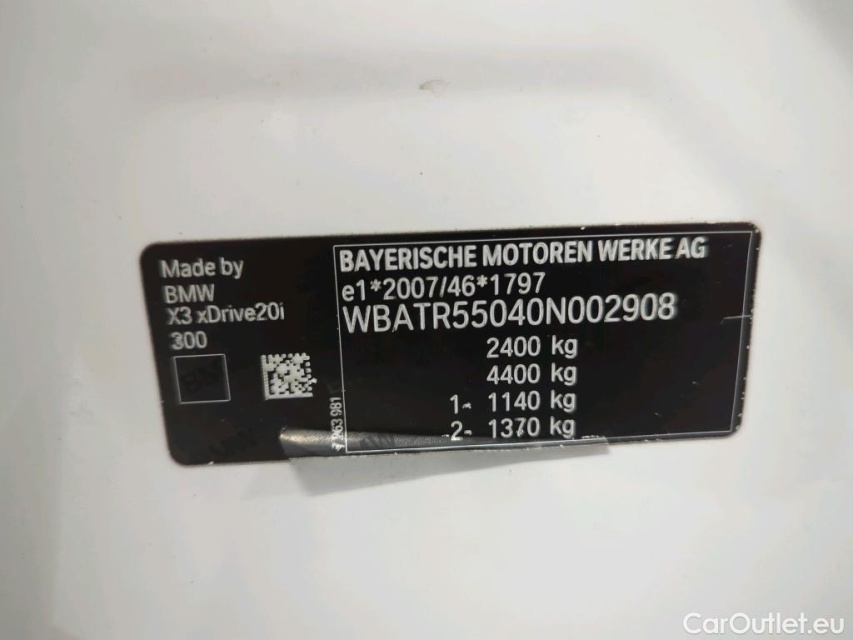 Made by
BMW
X3 xDrive20i
300
BAYERISCHE MOTOREN WERKE AG
e1*2007/46*1797
WBATR55040N002908
2400 kg
4400 kg
1- 1140 kg
2- 1370 kg
CarOutlet.eu